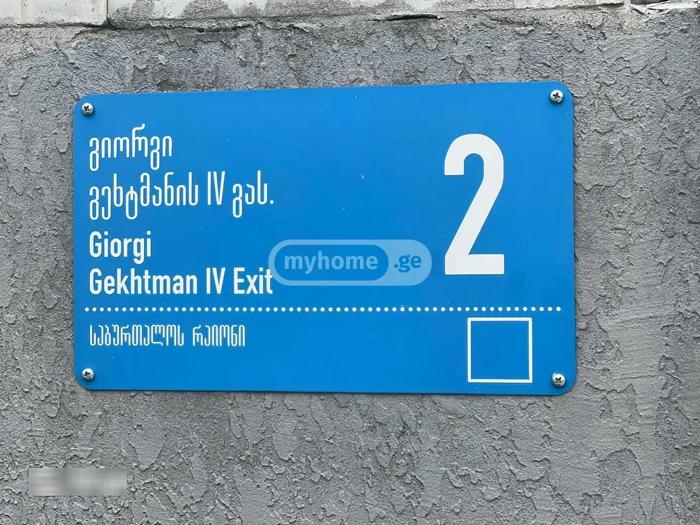 გიორგი
გეხტმანის IV გას.
2
Giorgi
Gekhtman IV Exit
myhome.ge
საბურთალოს რაიონი